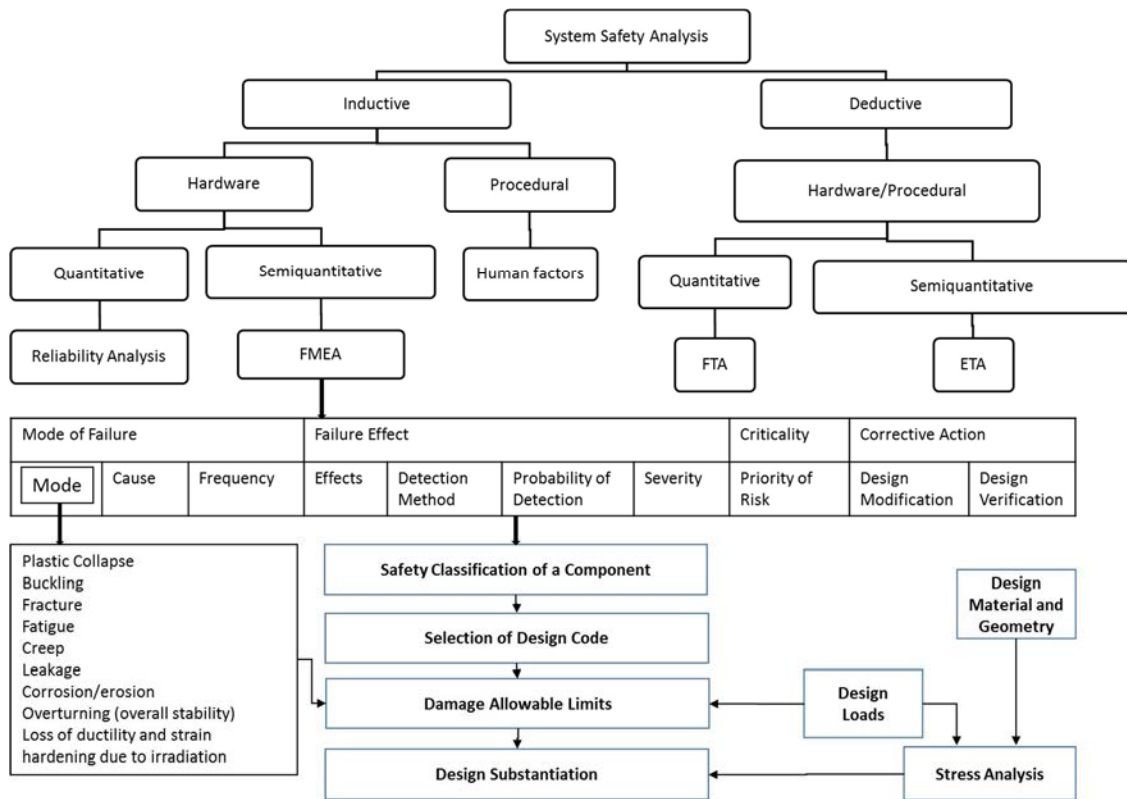 System Safety Analysis
Inductive
Deductive
Hardware
Procedural
Hardware/Procedural
Quantitative
Semiquantitative
Human factors
Quantitative
Semiquantitative
Reliability Analysis
FMEA
FTA
ETA
Mode of Failure
Failure Effect
Criticality
Corrective Action
Mode
Cause
Frequency
Effects
Detection
Method
Probability of
Detection
Severity
Priority of
Risk
Design
Modification
Design
Verification
Plastic Collapse
Buckling
Fracture
Fatigue
Creep
Leakage
Corrosion/erosion
Overturning (overall stability)
Loss of ductility and strain
hardening due to irradiation
Safety Classification of a Component
Selection of Design Code
Damage Allowable Limits
Design Substantiation
Design
Material and
Geometry
Design
Loads
Stress Analysis